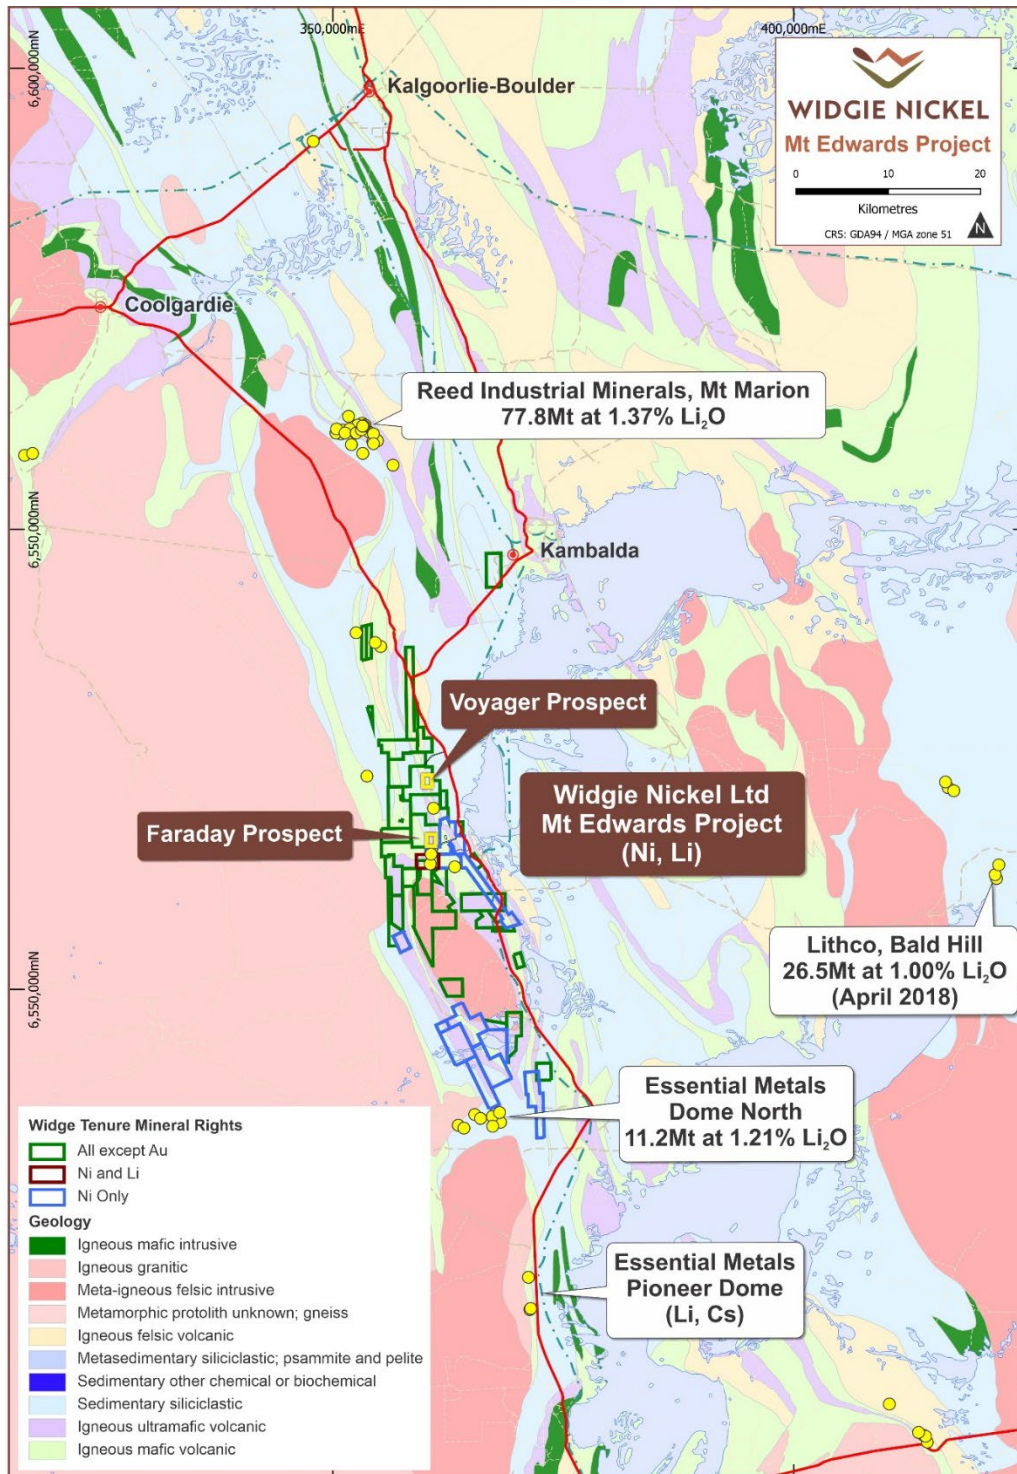 350,000mE
400,000mE
6,600,000mN
Kalgoorlie-Boulder
WIDGIE NICKEL
Mt Edwards Project
0 10 20
Kilometres
CRS: GDA94 / MGA zone 51
N
Coolgardie
Reed Industrial Minerals, Mt Marion
77.8Mt at 1.37% Li₂O
6,550,000mN
Kambalda
Voyager Prospect
Widgie Nickel Ltd
Mt Edwards Project
(Ni, Li)
Faraday Prospect
Lithco, Bald Hill
26.5Mt at 1.00% Li₂O
(April 2018)
6,550,000mN
Essential Metals
Dome North
11.2Mt at 1.21% Li₂O
Essential Metals
Pioneer Dome
(Li, Cs)
Widge Tenure Mineral Rights
All except Au
Ni and Li
Ni Only
Geology
Igneous mafic intrusive
Igneous granitic
Meta-igneous felsic intrusive
Metamorphic protolith unknown; gneiss
Igneous felsic volcanic
Metasedimentary siliciclastic; psammite and pelite
Sedimentary other chemical or biochemical
Sedimentary siliciclastic
Igneous ultramafic volcanic
Igneous mafic volcanic